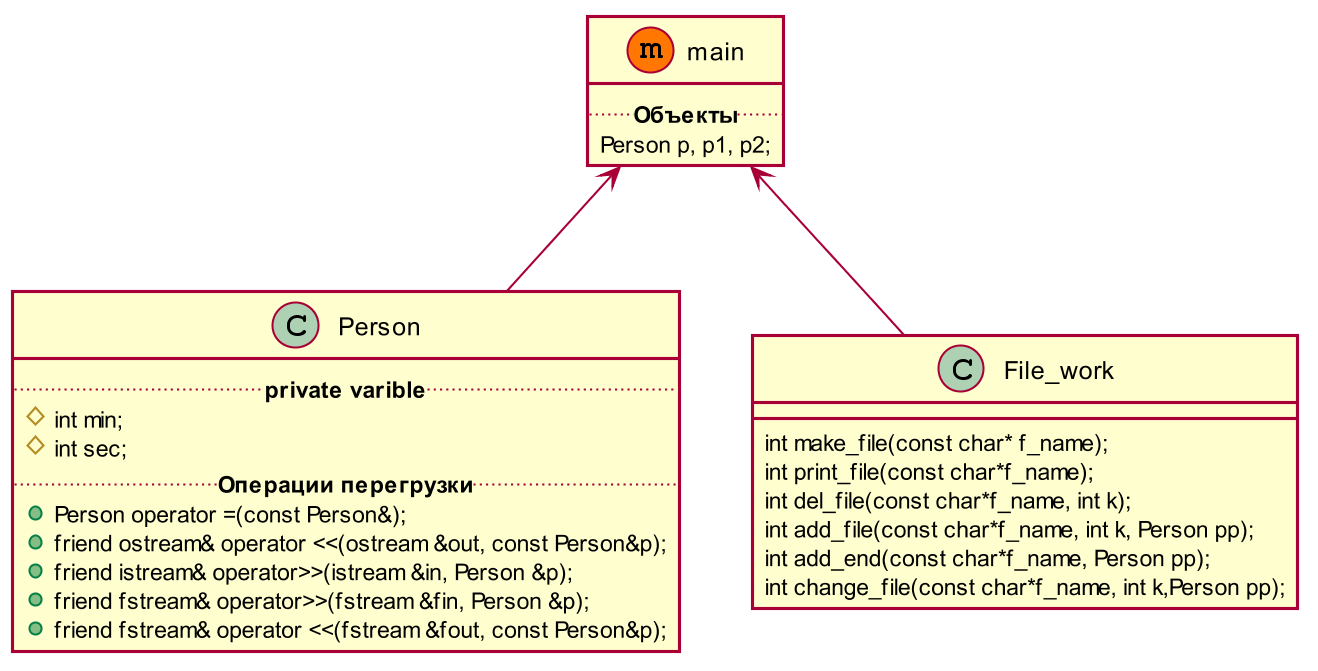 m main
Объекты
Person p, p1, p2;
C Person
private varible
int min;
int sec;
Операции перегрузки
Person operator =(const Person&);
friend ostream& operator <<(ostream &out, const Person&p);
friend istream& operator>>(istream &in, Person &p);
friend fstream& operator>>(fstream &fin, Person &p);
friend fstream& operator <<(fstream &fout, const Person&p);
C File_work
int make_file(const char* f_name);
int print_file(const char*f_name);
int del_file(const char*f_name, int k);
int add_file(const char*f_name, int k, Person pp);
int add_end(const char*f_name, Person pp);
int change_file(const char*f_name, int k,Person pp);